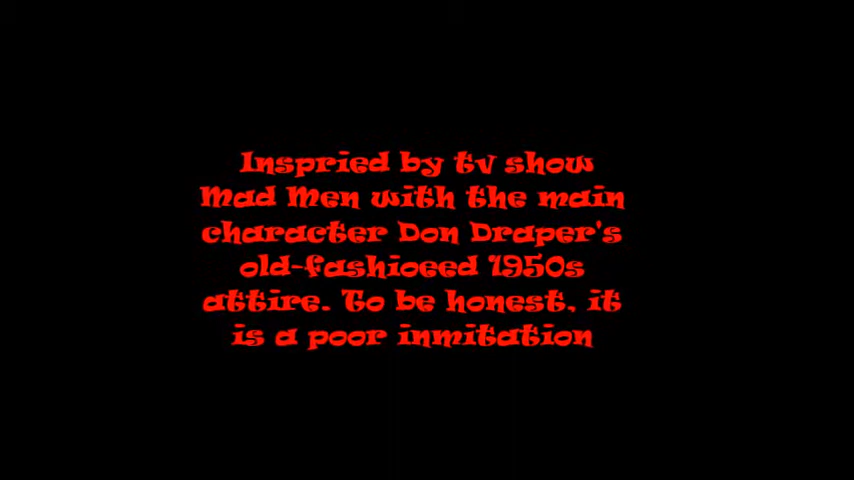 Inspried by tv show
Mad Men with the main
character Don Draper's
old-fashioeed 1950s
attire. To be honest, it
is a poor inmitation